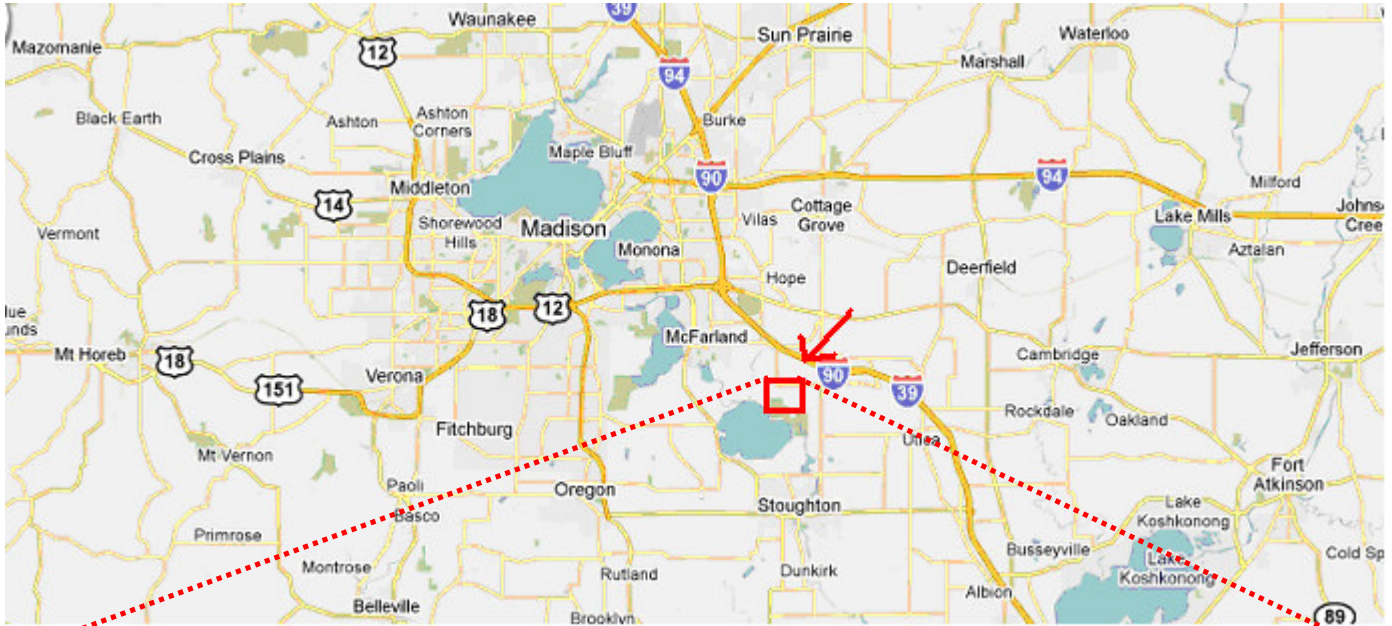 39
Waunakee
Sun Prairie
Waterloo
Mazomanie
12
Marshall
94
Black Earth
Ashton
Ashton
Corners
Burke
Maple Bluff
Cross Plains
90
94
Milford
Middleton
14
Cottage
Grove
Lake Mills
Johns
Cree
Vermont
Shorewood
Hills
Madison
Vilas
Monona
Aztalan
Hope
Deerfield
18
12
McFarland
Mt Horeb
18
Cambridge
Jefferson
Verona
151
90
39
Rockdale
Oakland
Fitchburg
Utica
Mt Vernon
Fort
Atkinson
Paoli
Oregon
Basco
Stoughton
Lake
Koshkonong
Primrose
Busseyville
Cold Sp
Lake
Koshkonong
Montrose
Rutland
Dunkirk
Albion
Belleville
Brooklyn
89